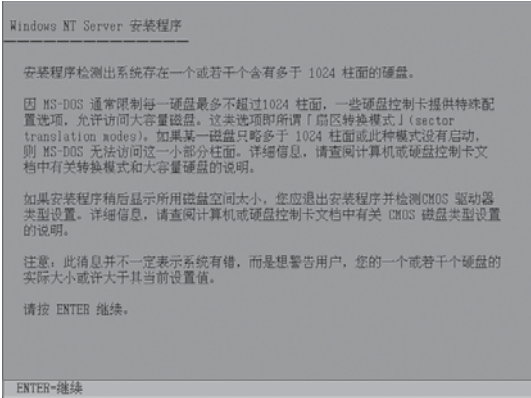 Windows NT Server 安装程序
安装程序检测出系统存在一个或若干个含有多于 1024 柱面的硬盘。
因 MS-DOS 通常限制每一硬盘最多不超过1024 柱面，一些硬盘控制卡提供特殊配
置选项，允许访问大容量磁盘。这类选项即所谓「扇区转换模式」(sector
translation modes)。如果某一磁盘只略多于 1024 柱面或此种模式没有启动，
则 MS-DOS 无法访问这一小部分柱面。详细信息，请查阅计算机或硬盘控制卡文
档中有关转换模式和大容量硬盘的说明。
如果安装程序稍后显示所用磁盘空间太小，您应退出安装程序并检测CMOS 驱动器
类型设置。详细信息，请查阅计算机或硬盘控制卡文档中有关 CMOS 磁盘类型设置
的说明。
注意：此消息并不一定表示系统有错，而是想警告用户，您的一个或若干个硬盘的
实际大小或许大于其当前设置值。
请按 ENTER 继续。
ENTER=继续